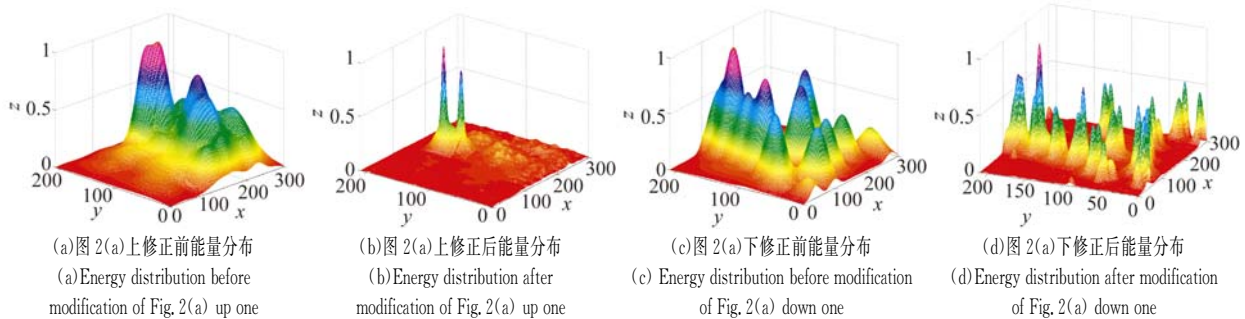 1
0.5
0
z
200
100
0
y
0
100
200
300
x
1
0.5
0
z
200
100
0
y
0
100
200
300
x
1
0.5
0
z
200
100
0
y
0
100
200
300
x
1
0.5
0
z
200
150
100
50
0
y
0
100
200
300
x
(a)图 2(a)上修正前能量分布
(a)Energy distribution before
modification of Fig. 2(a) up one
(b)图 2(a)上修正后能量分布
(b)Energy distribution after
modification of Fig. 2(a) up one
(c)图 2(a)下修正前能量分布
(c) Energy distribution before modification
of Fig. 2(a) down one
(d)图 2(a)下修正后能量分布
(d)Energy distribution after modification
of Fig. 2(a) down one